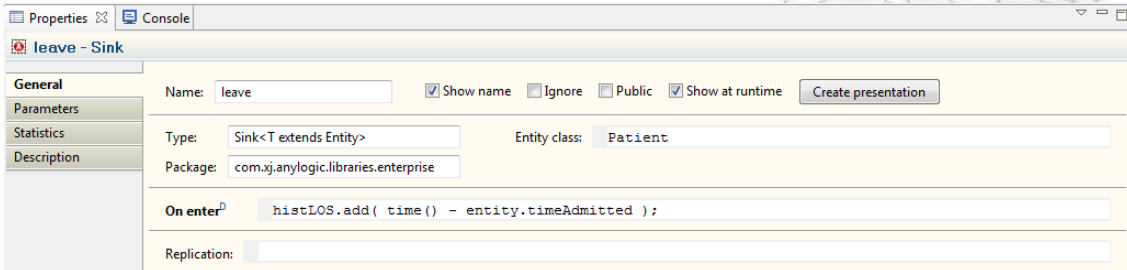 Properties Console
leave - Sink
General
Parameters
Statistics
Description
Name: leave Show name Ignore Public Show at runtime Create presentation
Type: Sink<T extends Entity> Entity class: Patient
Package: com.xj.anylogic.libraries.enterprise
On enterD histLOS.add( time() - entity.timeAdmitted );
Replication: